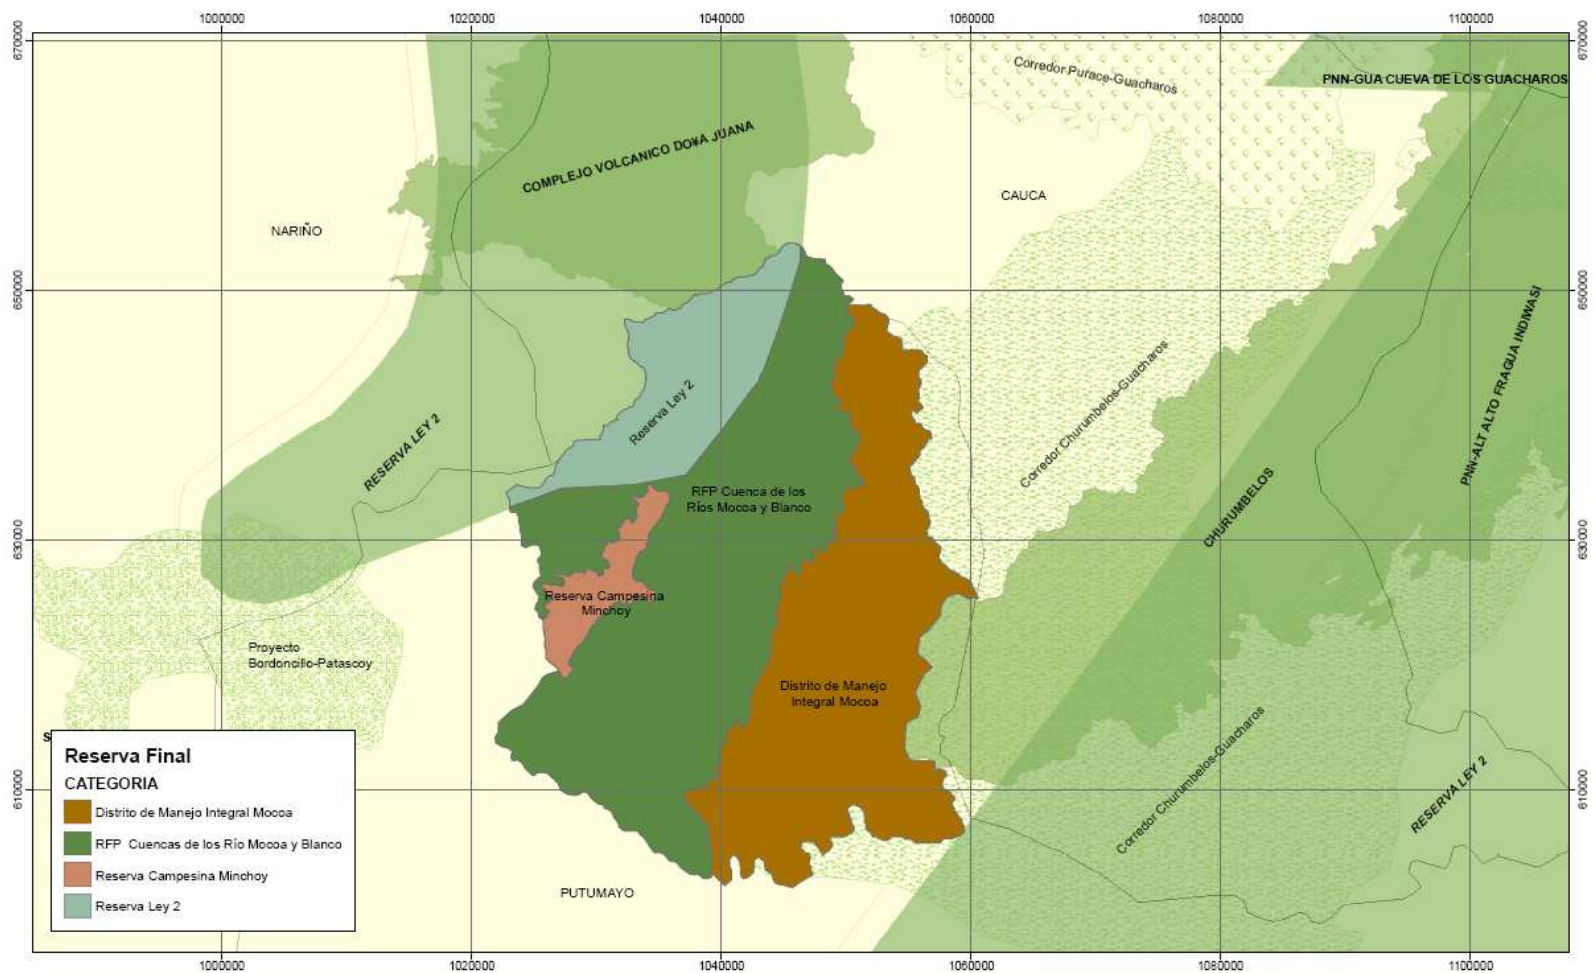 1000000
1020000
1040000
1060000
1080000
1100000
670000
670000
Corredor Purace-Guacharos
PNN-GUA CUEVA DE LOS GUACHAROS
COMPLEJO VOLCANICO DO¥A JUANA
CAUCA
NARIÑO
650000
650000
Reserva Ley 2
RESERVA LEY 2
Corredor Churumbelos-Guacharos
PNN-ALT ALTO FRAGUA INDIWASI
CHURUMBELOS
RFP Cuenca de los
Ríos Mocoa y Blanco
630000
630000
Reserva Campesina
Minchoy
Proyecto
Bordoncillo-Patascoy
Distrito de Manejo
Integral Mocoa
S
610000
610000
Corredor Churumbelos-Guacharos
RESERVA LEY 2
PUTUMAYO
Reserva Final
CATEGORIA
Distrito de Manejo Integral Mocoa
RFP Cuencas de los Río Mocoa y Blanco
Reserva Campesina Minchoy
Reserva Ley 2
1000000
1020000
1040000
1060000
1080000
1100000